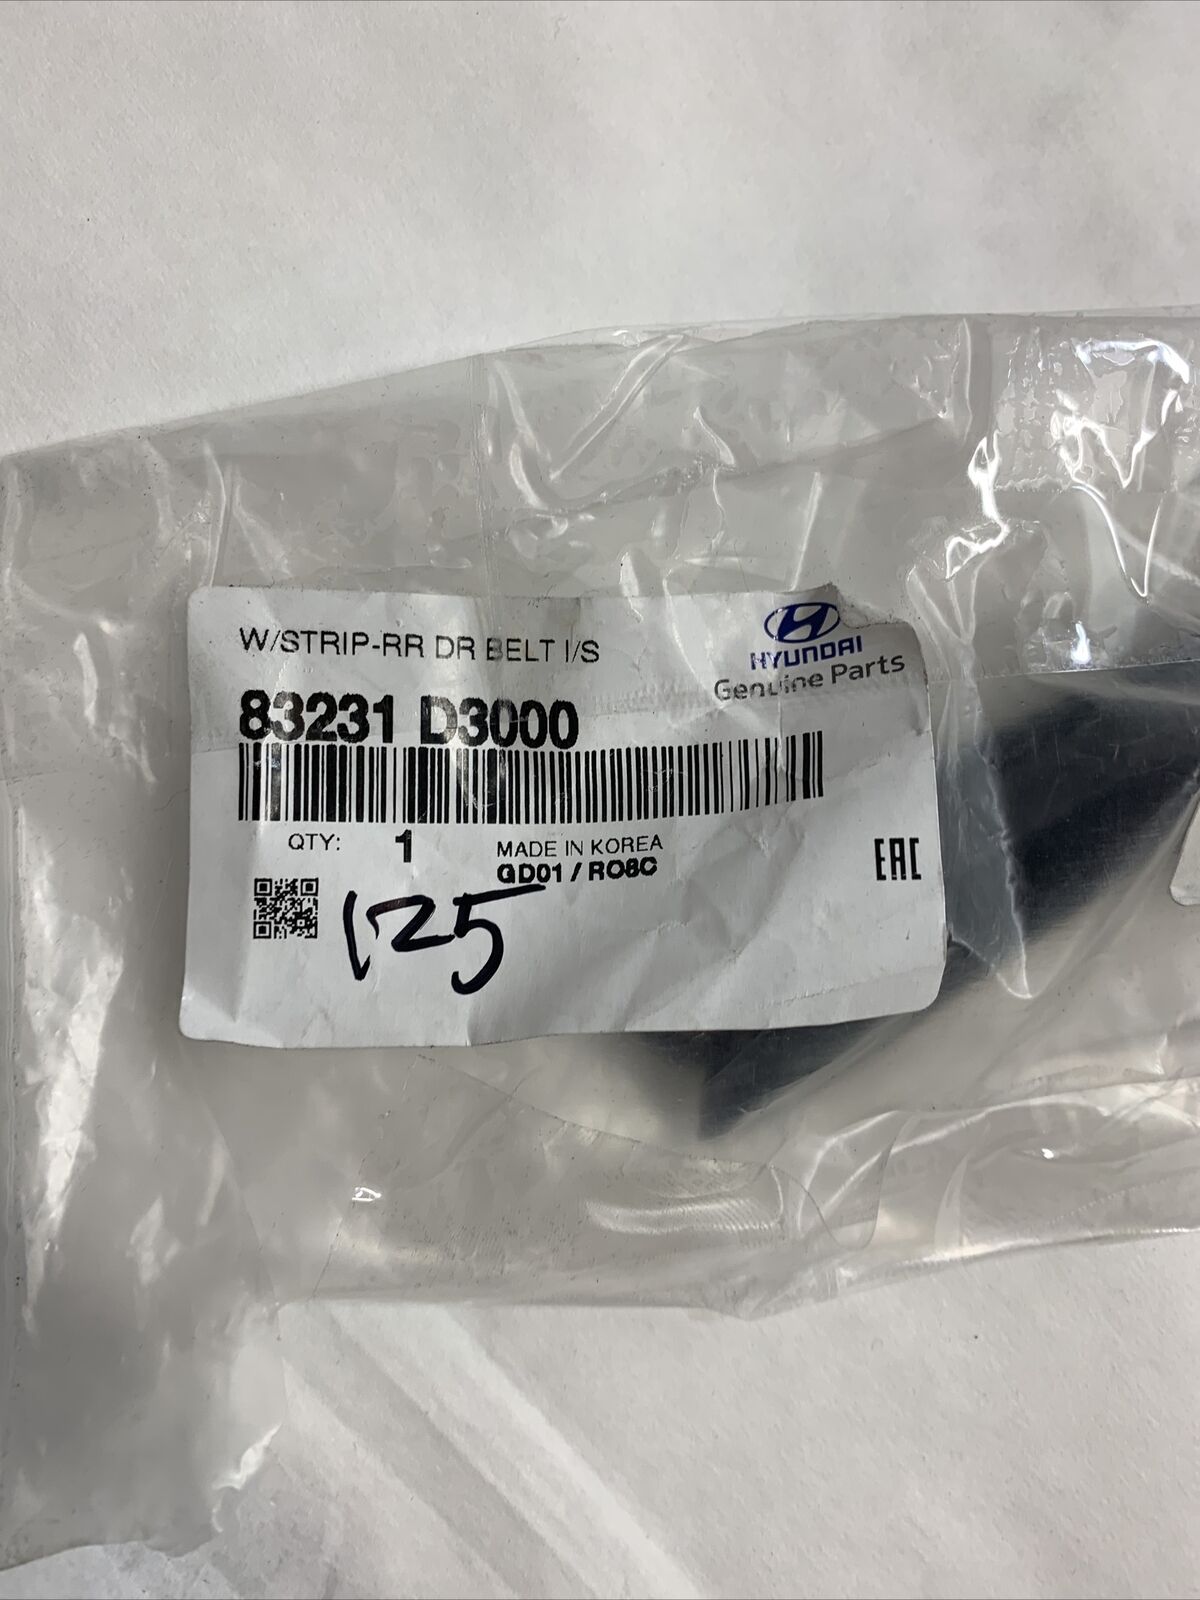 W/STRIP-RR DR BELT I/S
HYUNDAI
Genuine Parts
83231 D3000
QTY: 1
MADE IN KOREA
GD01 / RO8C
EAC
125